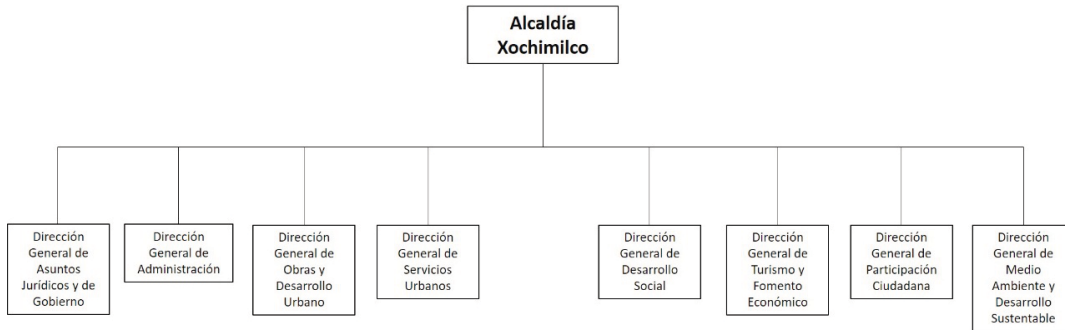 Alcaldía
Xochimilco
Dirección
General de
Asuntos
Jurídicos y de
Gobierno
Dirección
General de
Administración
Dirección
General de
Obras y
Desarrollo
Urbano
Dirección
General de
Servicios
Urbanos
Dirección
General de
Desarrollo
Social
Dirección
General de
Turismo y
Fomento
Económico
Dirección
General de
Participación
Ciudadana
Dirección
General de
Medio
Ambiente y
Desarrollo
Sustentable